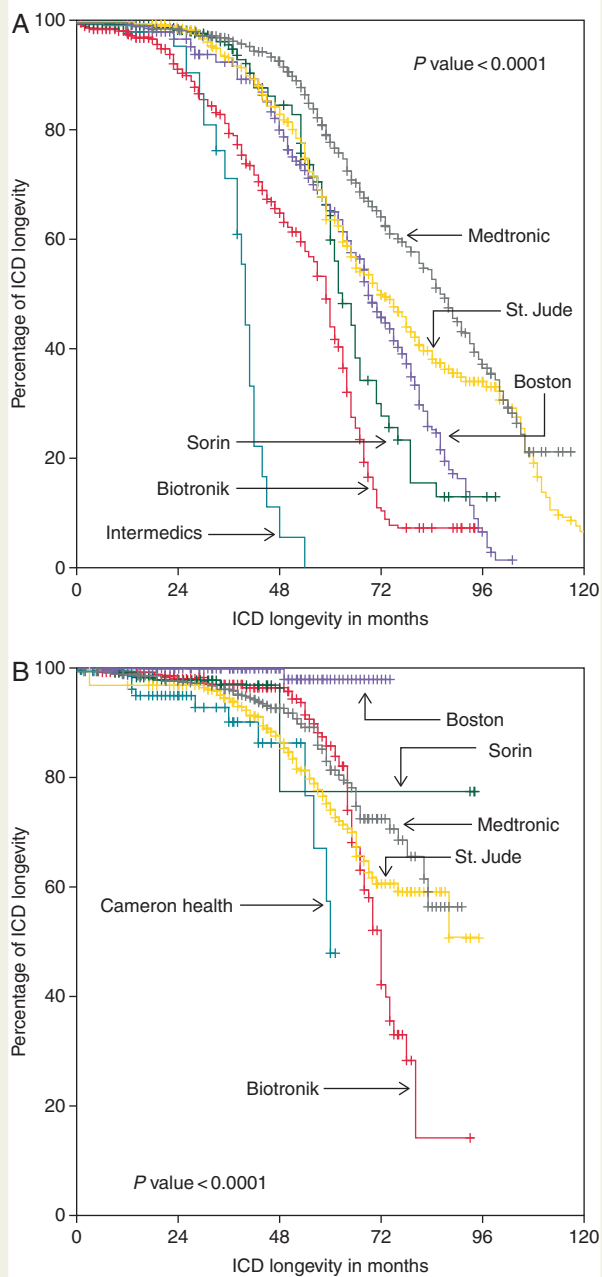 A
100
80
60
40
20
0
Percentage of ICD longevity
P value < 0.0001
Medtronic
St. Jude
Boston
Sorin
Biotronik
Intermedics
0 24 48 72 96 120
ICD longevity in months
B
100
80
60
40
20
0
Percentage of ICD longevity
Boston
Sorin
Medtronic
St. Jude
Cameron health
Biotronik
P value < 0.0001
0 24 48 72 96 120
ICD longevity in months